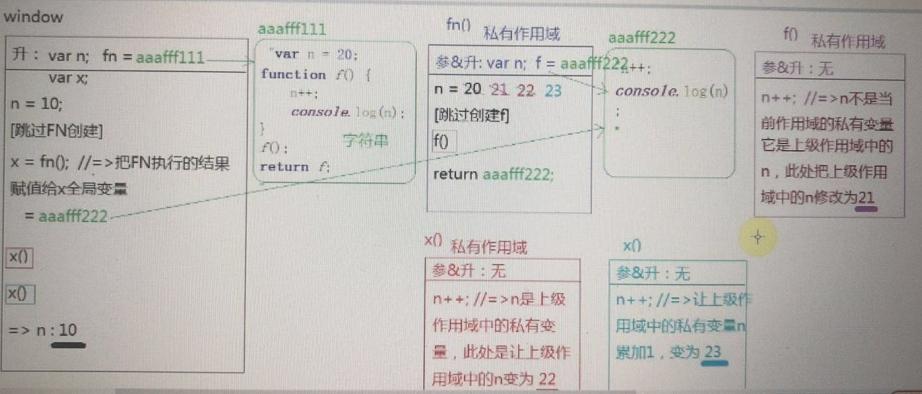 window
升： var n; fn = aaafff111
var x;
n = 10;
[跳过FN创建]
x = fn(); //=>把FN执行的结果
赋值给x全局变量
= aaafff222
x()
x()
=> n : 10
aaafff111
"var n = 20;
function f() {
n++;
console.log(n);
}
f();
return f;
字符串
fn() 私有作用域
参&升: var n; f = aaafff222
n = 20 21 22 23
[跳过创建f]
f()
return aaafff222;
aaafff222
n++;
console.log(n)
;
"
f() 私有作用域
参&升：无
n++; //=>n不是当
前作用域的私有变量
它是上级作用域中的
n，此处把上级作用
域中的n修改为21
x() 私有作用域
参&升：无
n++; //=>n是上级
作用域中的私有变
量，此处是让上级作
用域中的n变为 22
x()
参&升：无
n++; //=>让上级作
用域中的私有变量n
累加1，变为 23